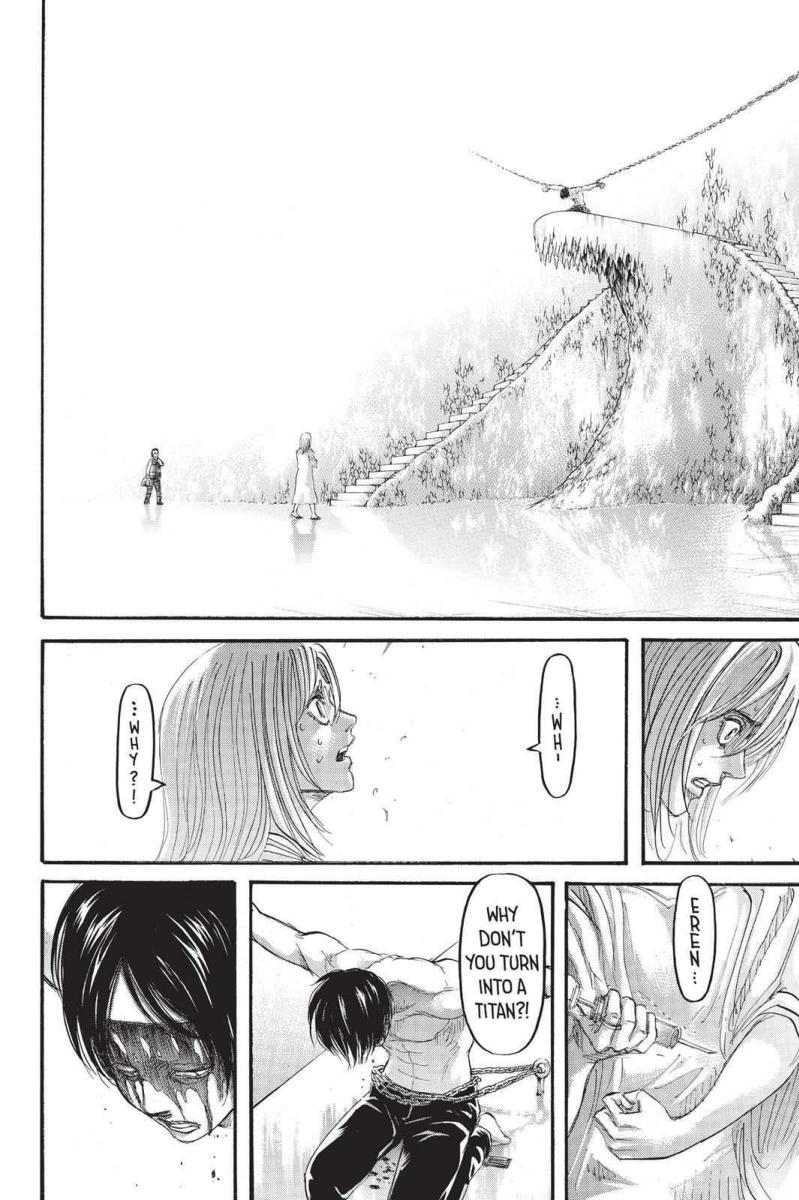 ...WH-
...WHY?!
EREN...
WHY
DON'T
YOU TURN
INTO A
TITAN?!